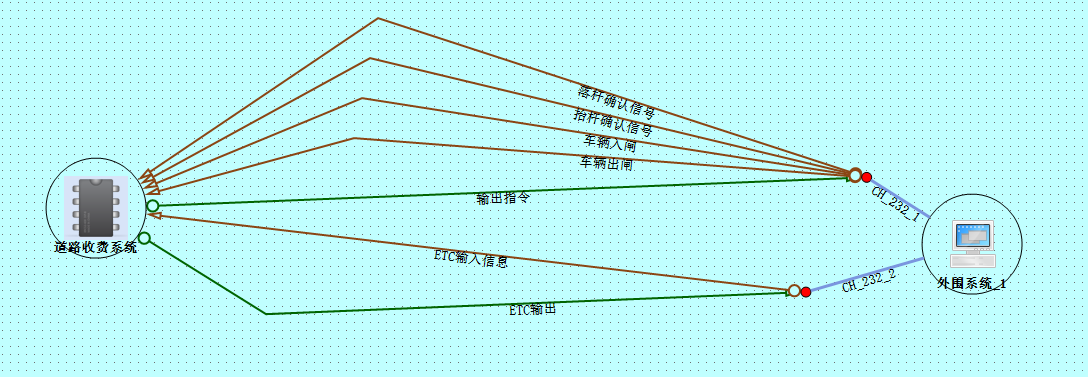 落杆确认信号
抬杆确认信号
车辆入闸
车辆出闸
CH_232_1
输出指令
道路收费系统
ETC输入信息
CH_232_2
外围系统_1
ETC输出